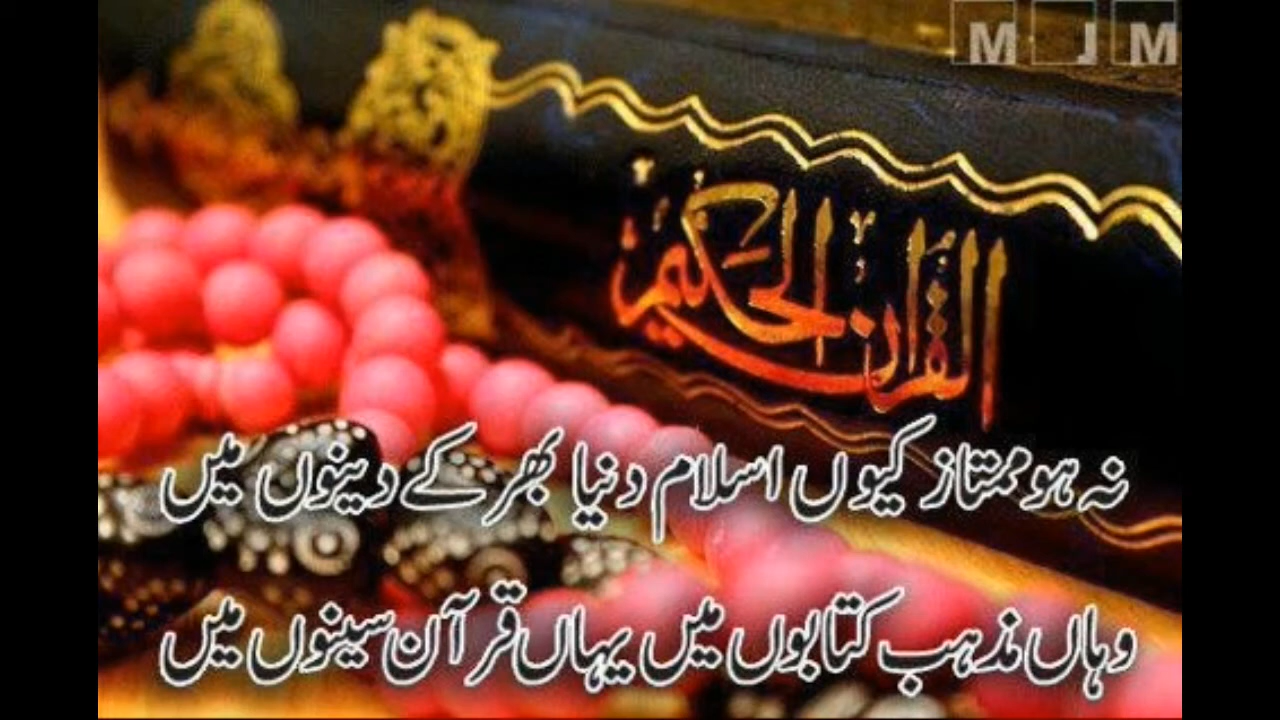 M J M
القرآن الحكيم
نہ ہو ممتاز کیوں اسلام دنیا بھر کے دینوں میں
وہاں مذہب کتابوں میں یہاں قرآن سینوں میں